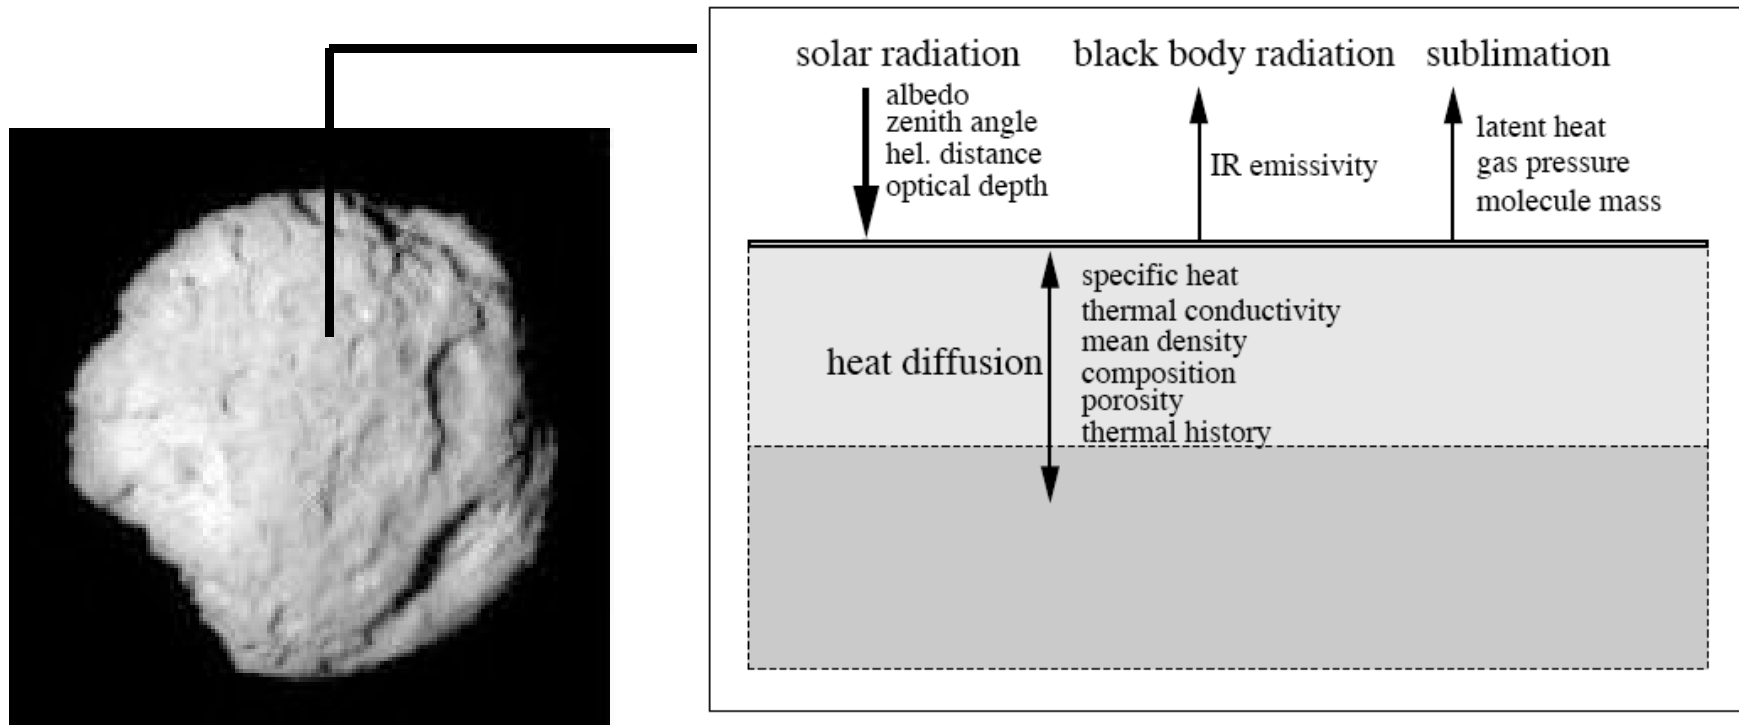 solar radiation
albedo
zenith angle
hel. distance
optical depth
black body radiation
IR emissivity
sublimation
latent heat
gas pressure
molecule mass
heat diffusion
specific heat
thermal conductivity
mean density
composition
porosity
thermal history